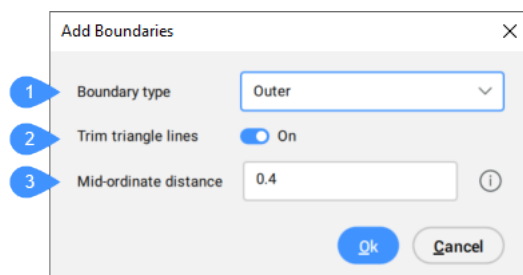 Add Boundaries
1 Boundary type Outer
2 Trim triangle lines On
3 Mid-ordinate distance 0.4
Ok Cancel